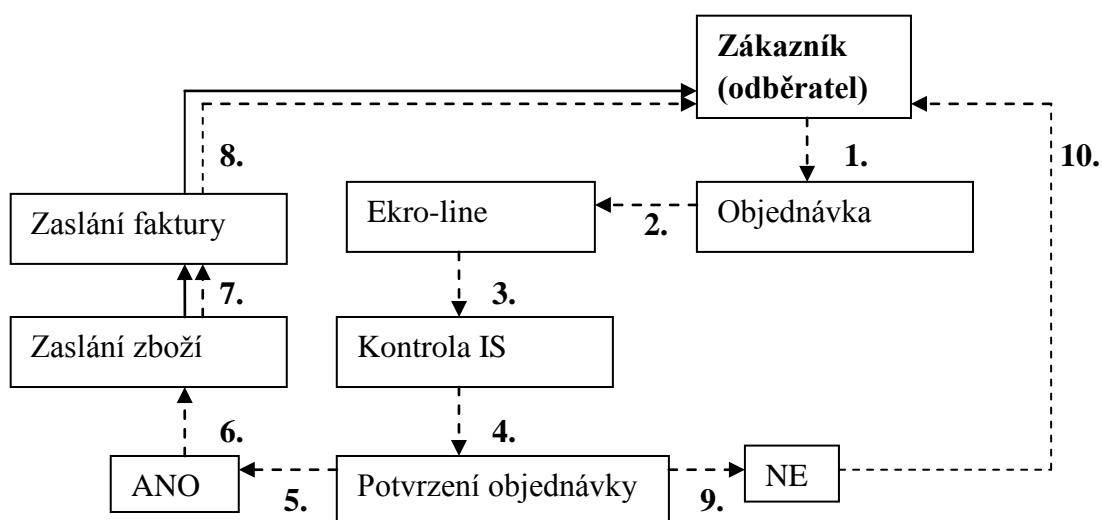 Zákazník
(odběratel)
8.
1.
10.
Zaslání faktury
Ekro-line
2.
Objednávka
7.
3.
Zaslání zboží
Kontrola IS
6.
4.
ANO
5.
Potvrzení objednávky
9.
NE